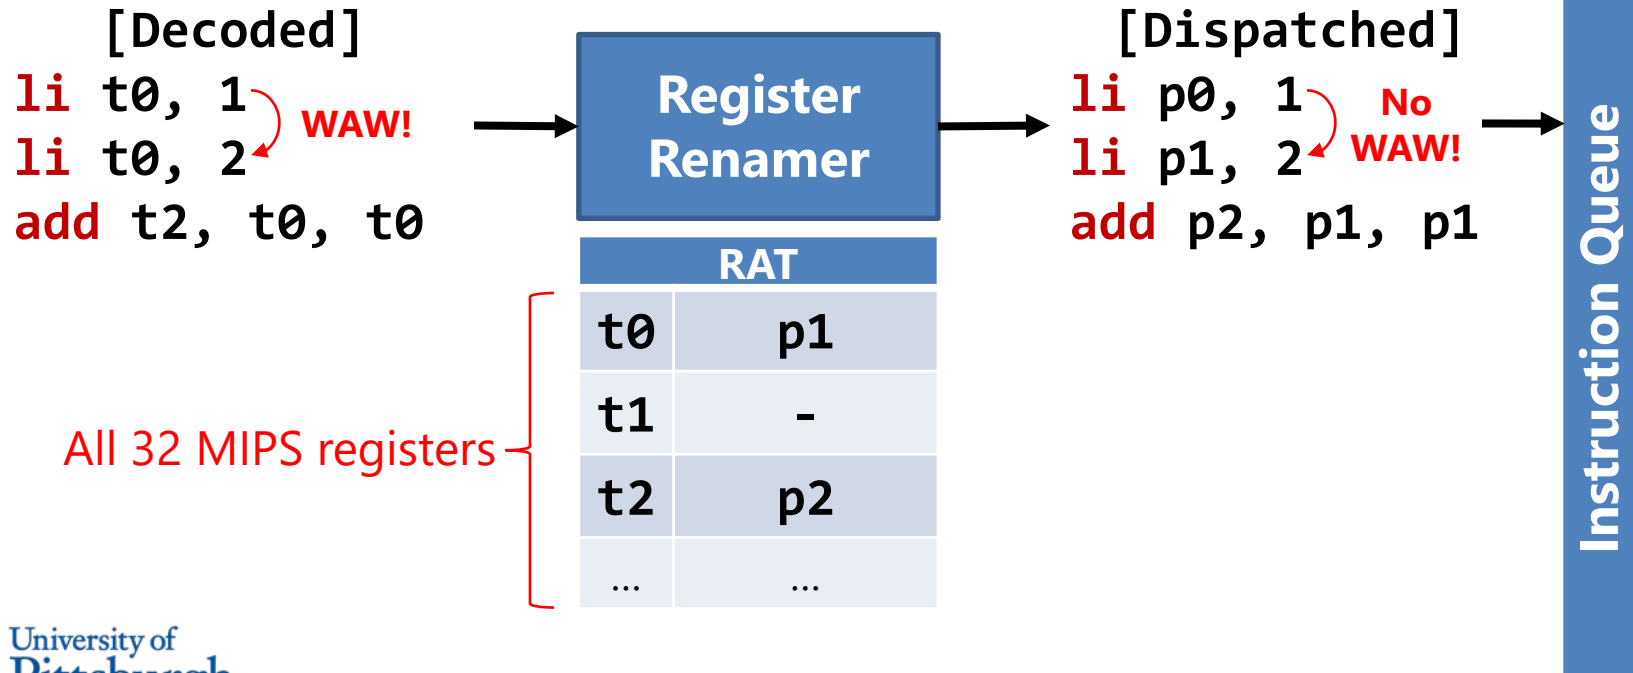 [Decoded]
li t0, 1
li t0, 2
add t2, t0, t0
WAW!
Register
Renamer
[Dispatched]
li p0, 1
li p1, 2
add p2, p1, p1
No
WAW!
Instruction Queue
RAT
t0 p1
t1 -
t2 p2
... ...
All 32 MIPS registers
University of
Pittsburgh